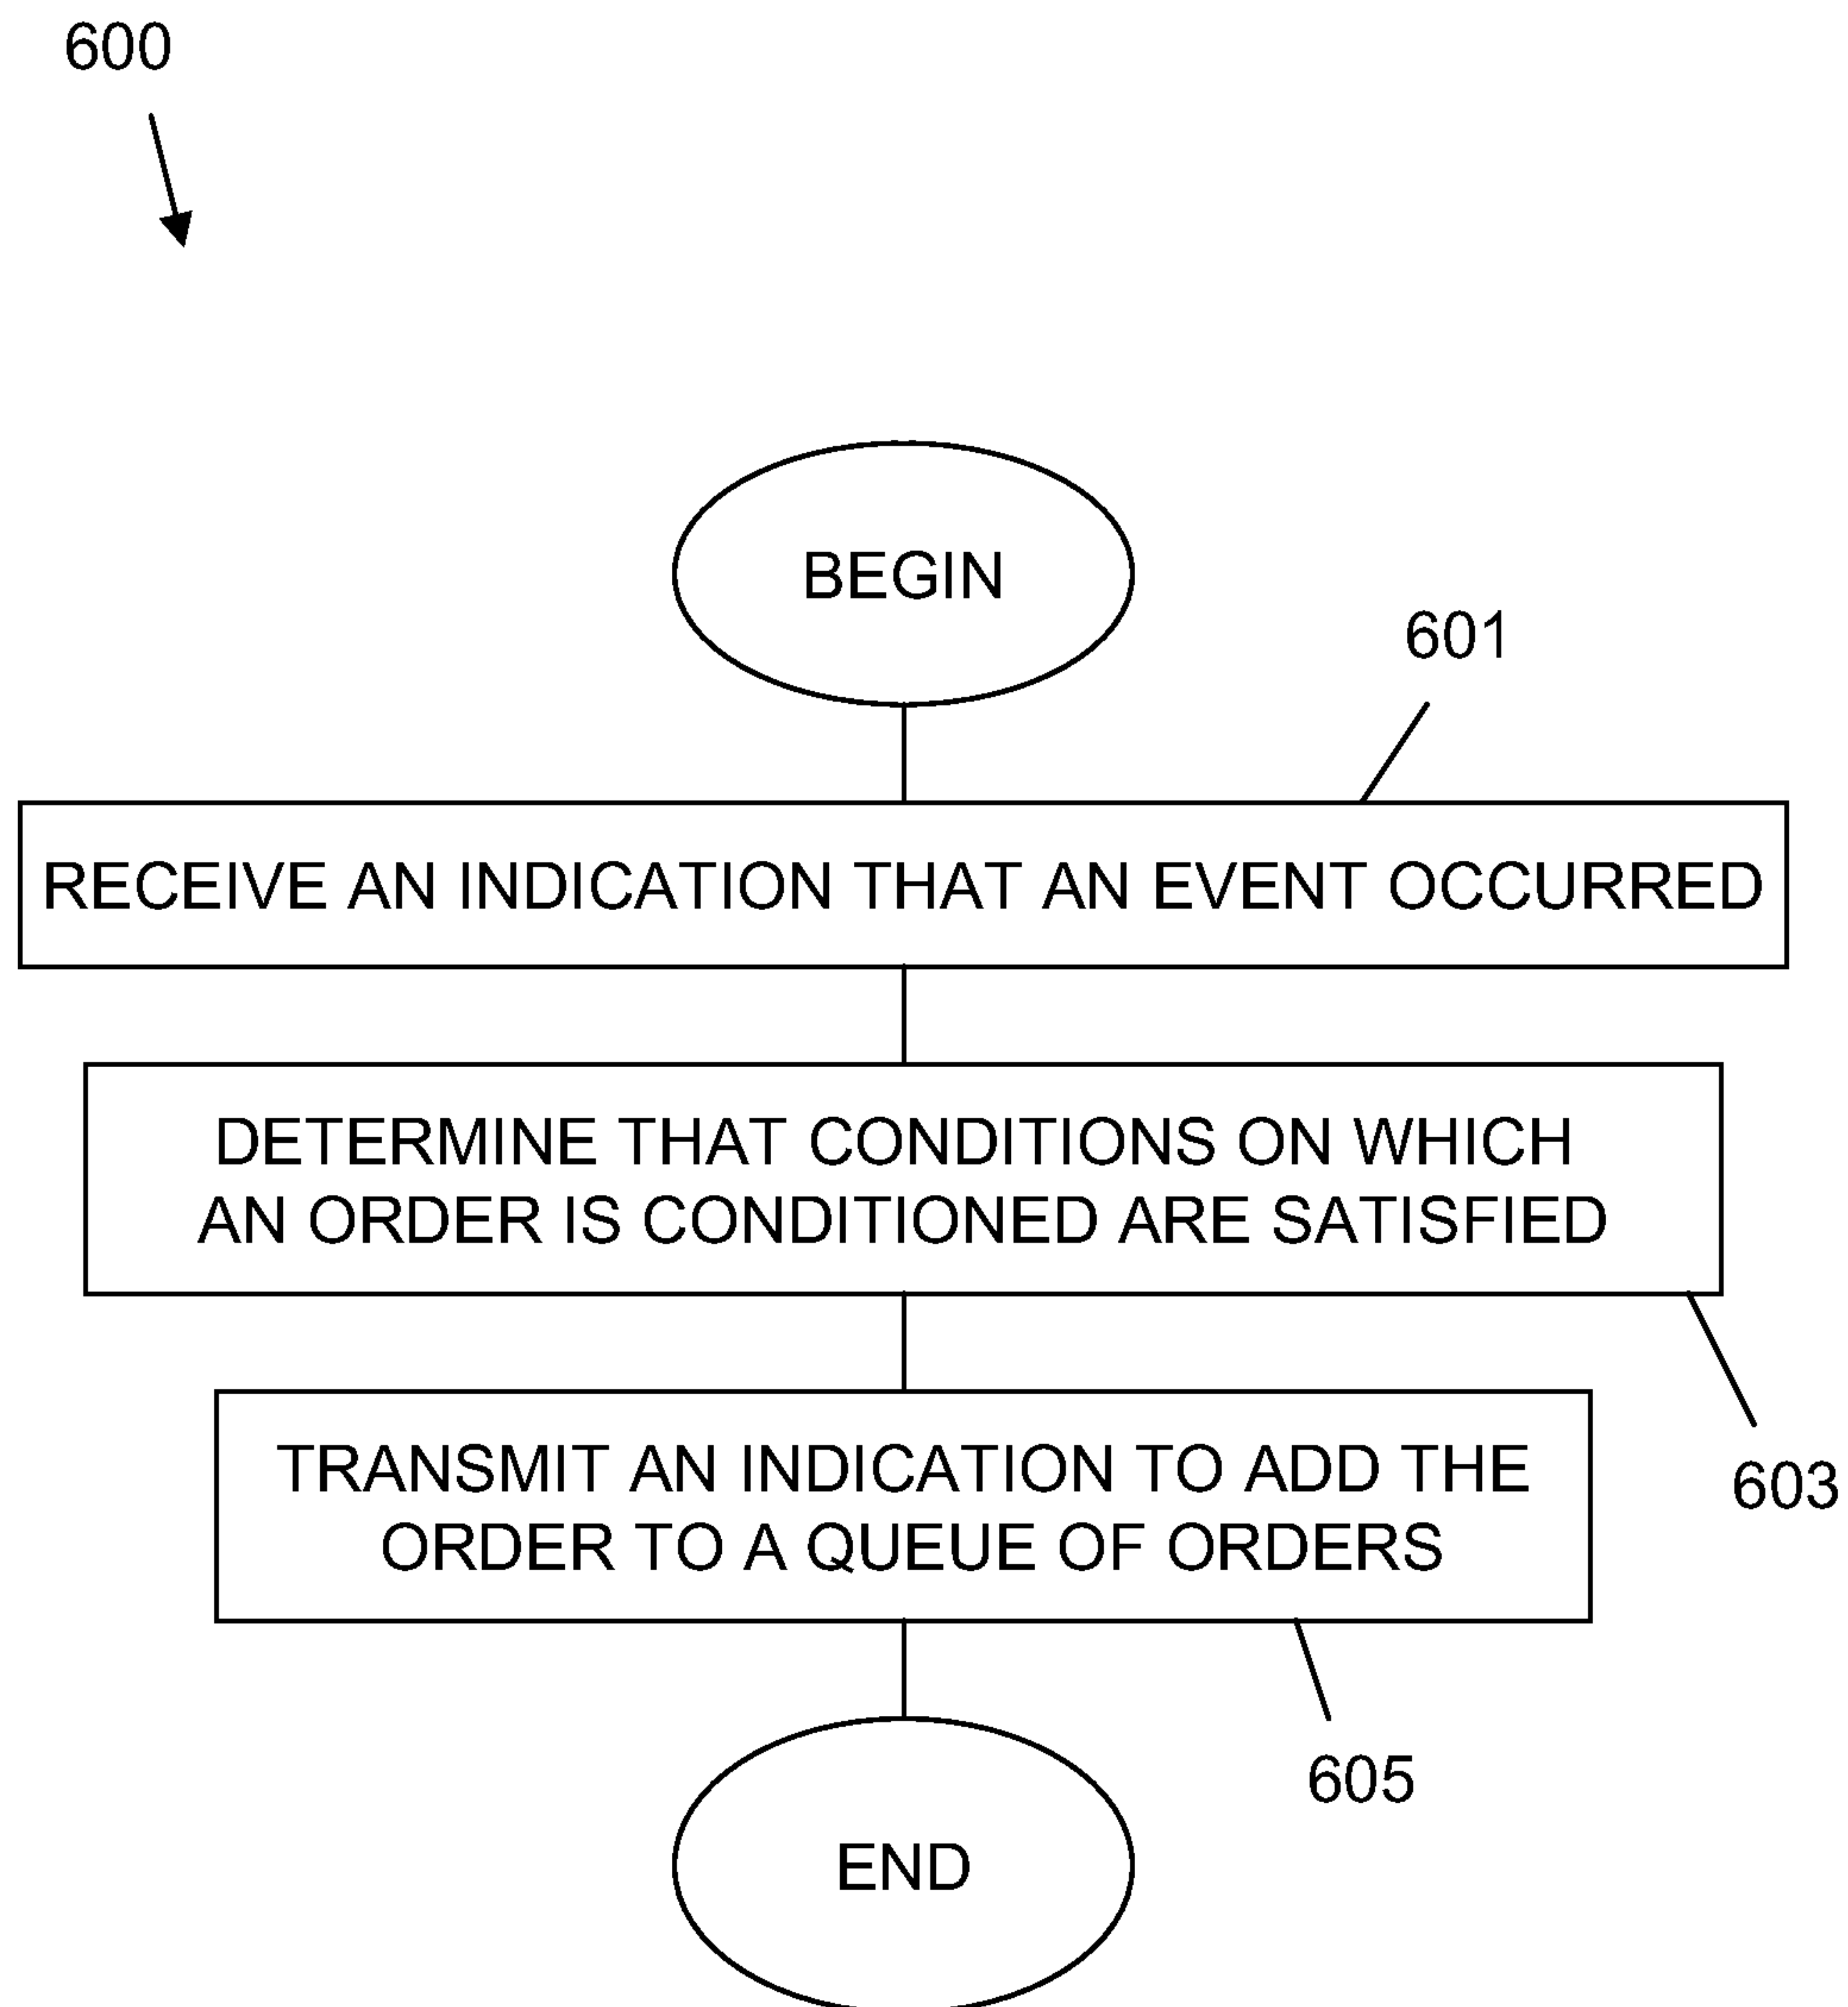 600
BEGIN
601
RECEIVE AN INDICATION THAT AN EVENT OCCURRED
DETERMINE THAT CONDITIONS ON WHICH
AN ORDER IS CONDITIONED ARE SATISFIED
603
TRANSMIT AN INDICATION TO ADD THE
ORDER TO A QUEUE OF ORDERS
605
END